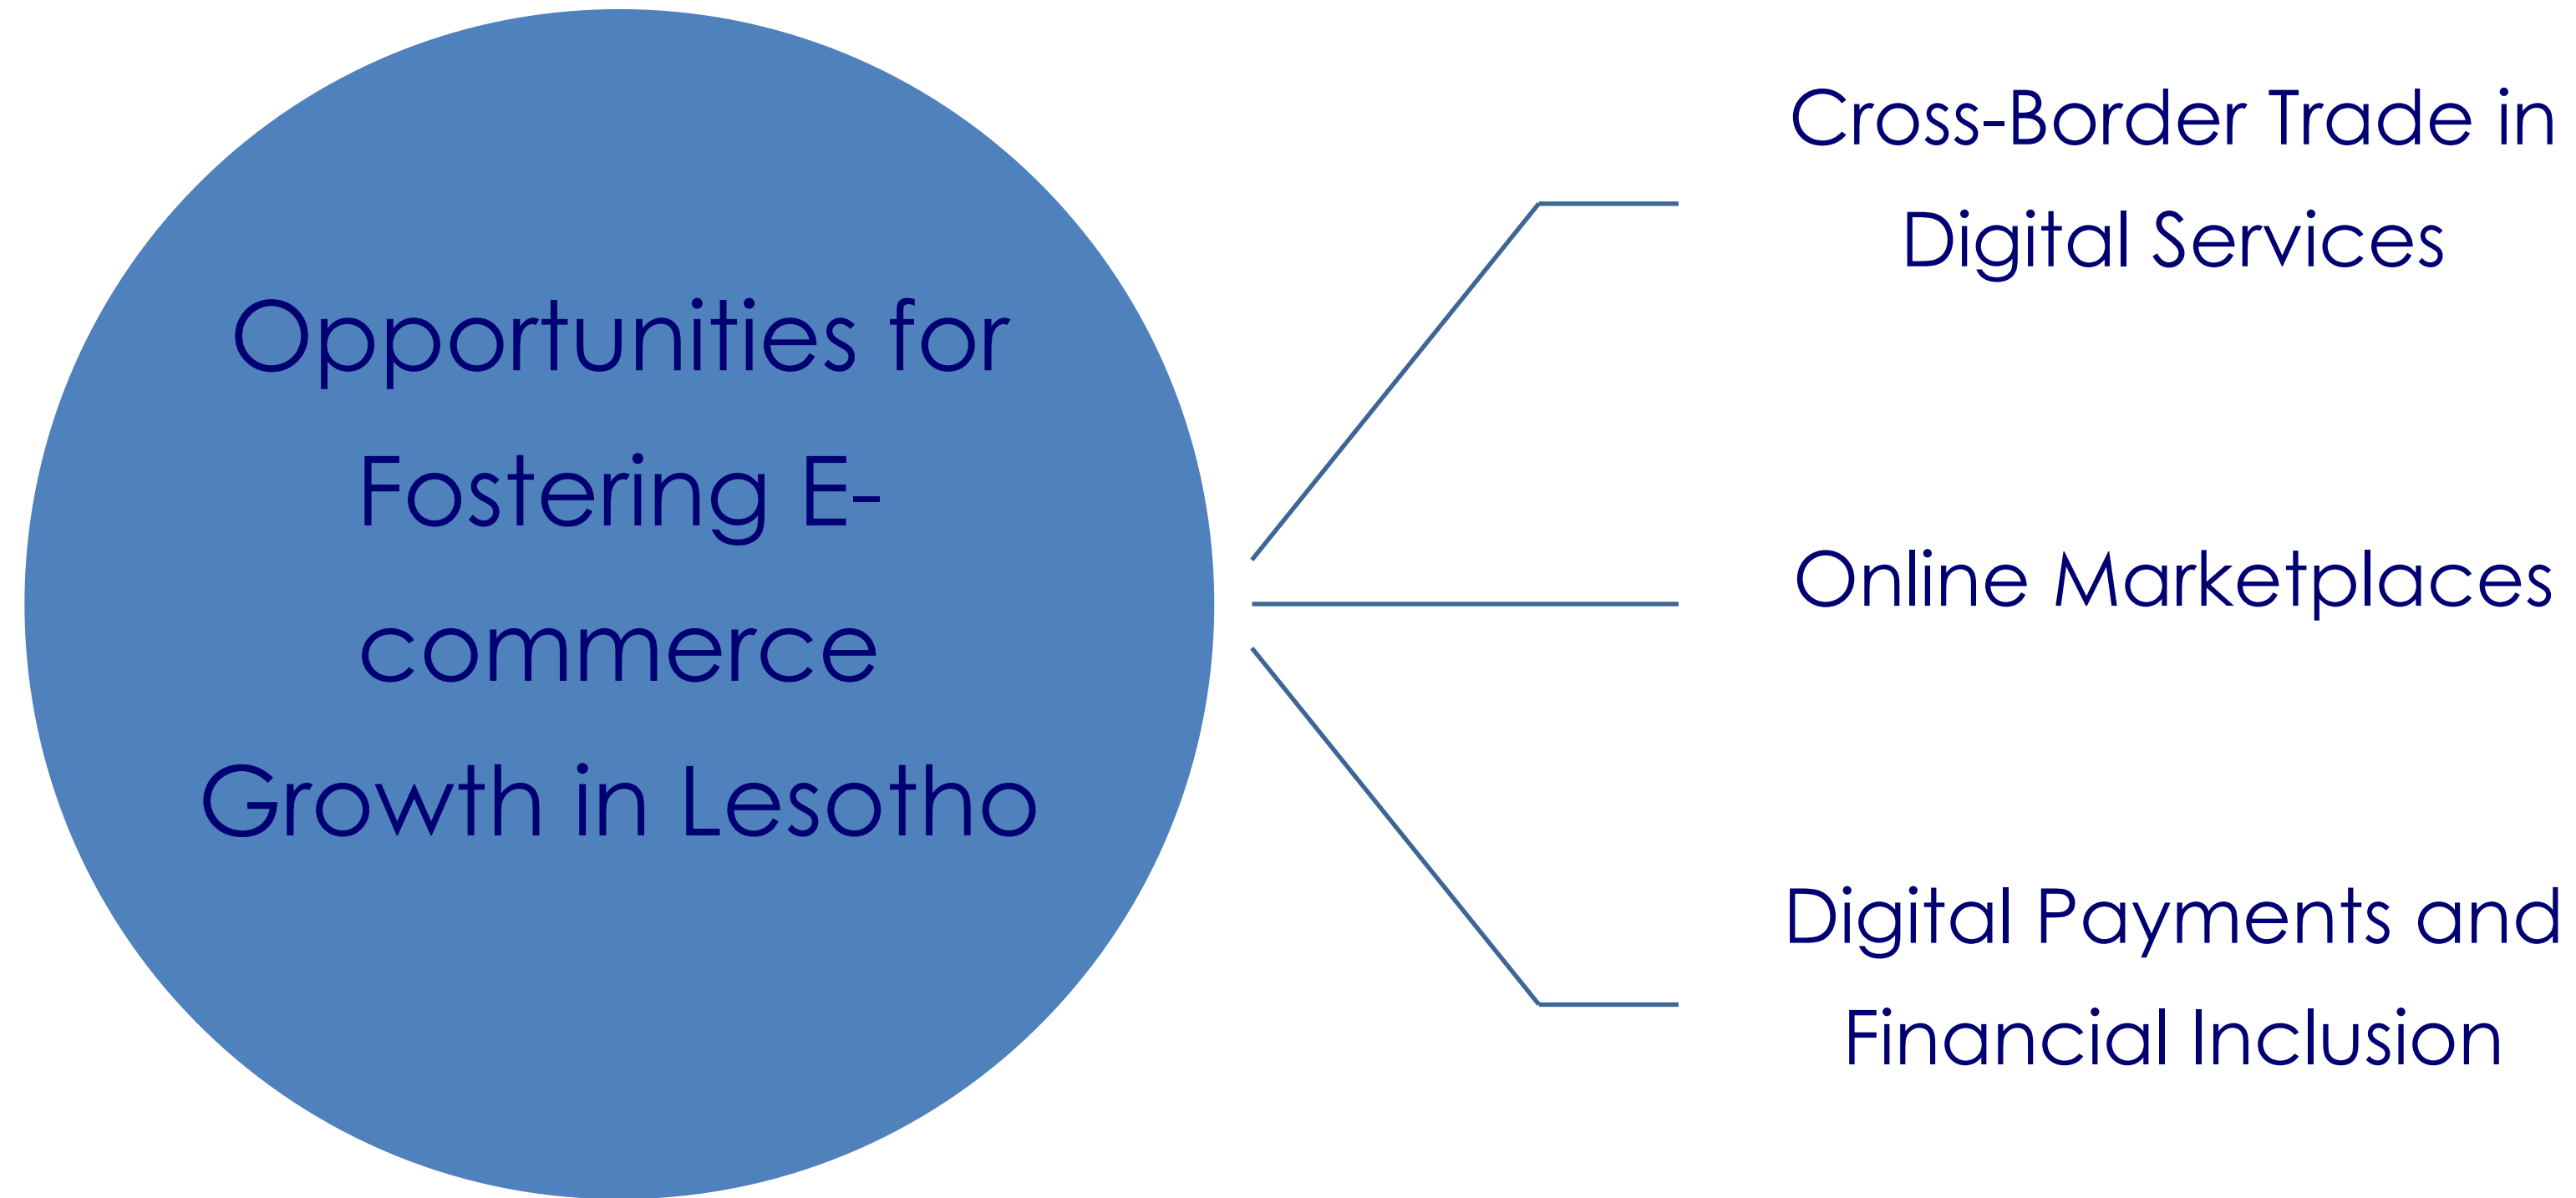 Opportunities for
Fostering E-
commerce
Growth in Lesotho
Cross-Border Trade in
Digital Services
Online Marketplaces
Digital Payments and
Financial Inclusion